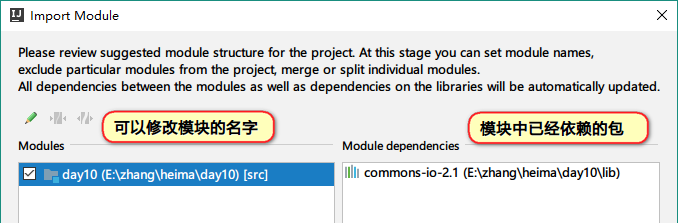 Import Module
Please review suggested module structure for the project. At this stage you can set module names,
exclude particular modules from the project, merge or split individual modules.
All dependencies between the modules as well as dependencies on the libraries will be automatically updated.
可以修改模块的名字
模块中已经依赖的包
Modules
Module dependencies
day10 (E:\zhang\heima\day10) [src]
commons-io-2.1 (E:\zhang\heima\day10\lib)